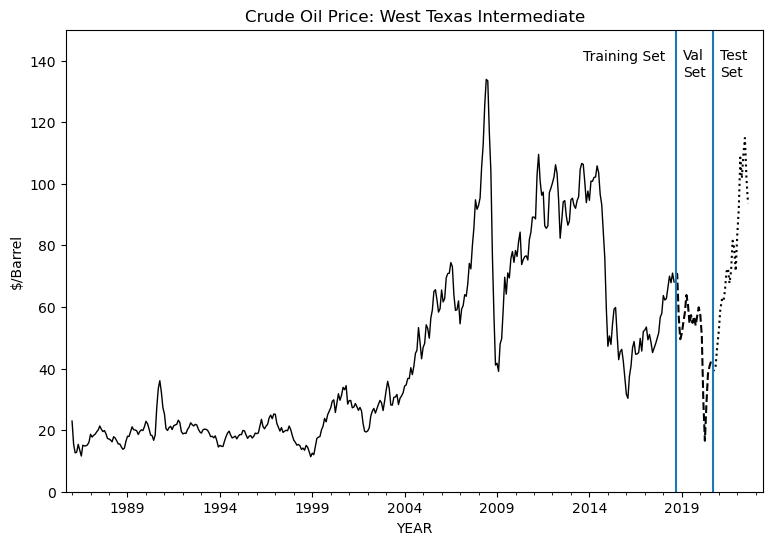 Crude Oil Price: West Texas Intermediate
140
120
100
80
60
40
20
0
$/Barrel
Training Set
Val
Set
Test
Set
1989
1994
1999
2004
2009
2014
2019
YEAR